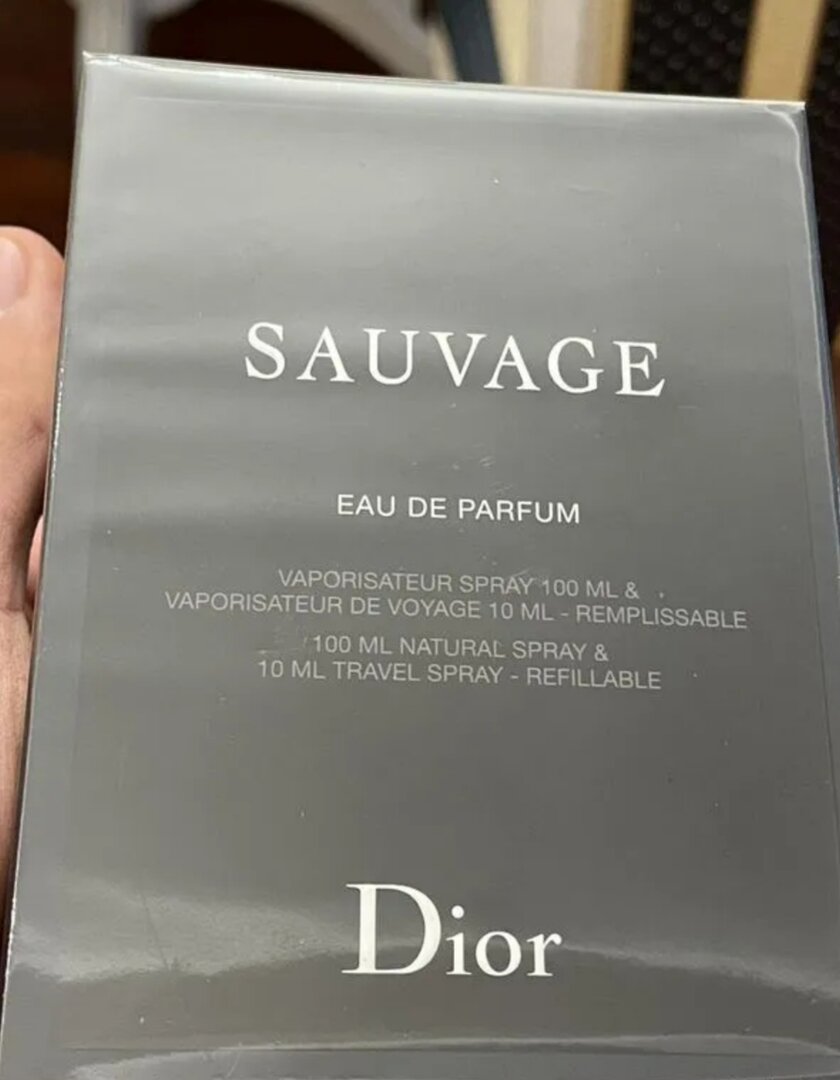 SAUVAGE
EAU DE PARFUM
VAPORISATEUR SPRAY 100 ML &
VAPORISATEUR DE VOYAGE 10 ML - REMPLISSABLE
100 ML NATURAL SPRAY &
10 ML TRAVEL SPRAY - REFILLABLE
Dior